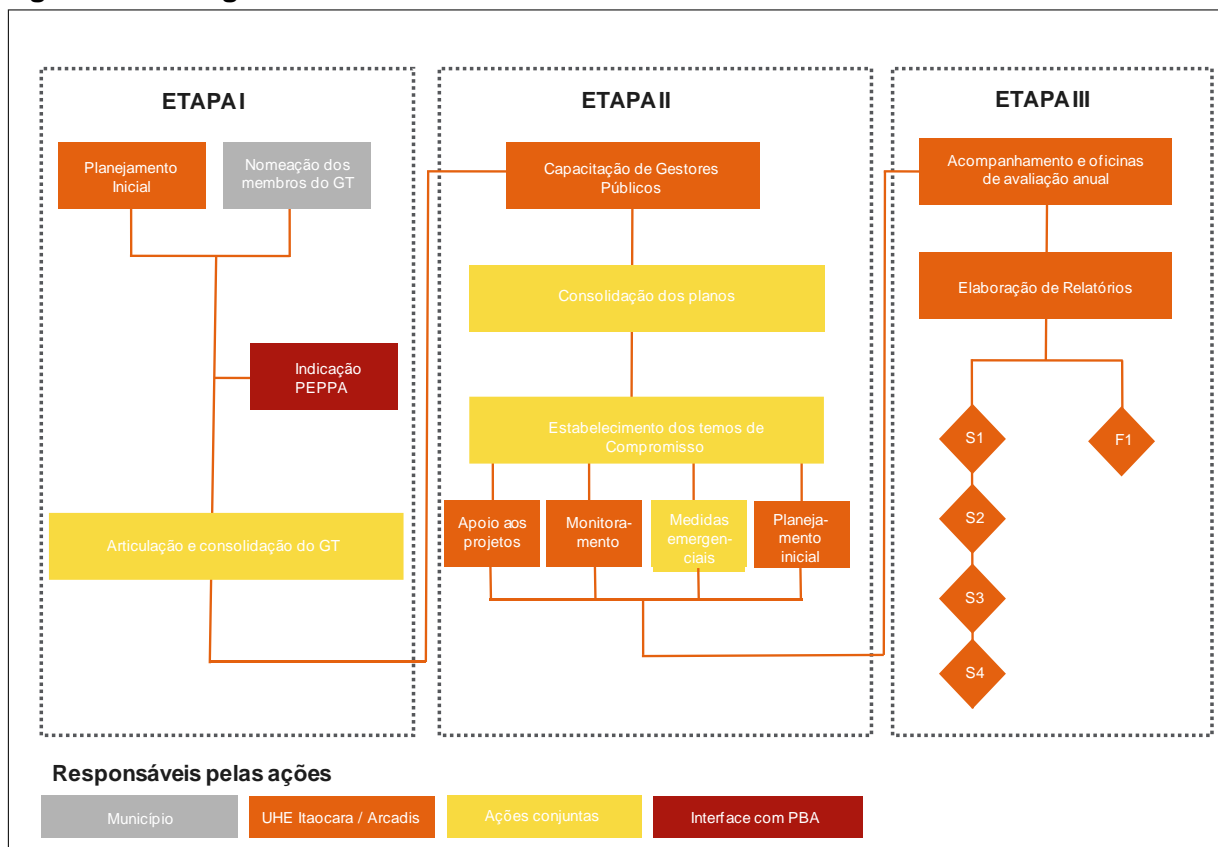 ETAPA I
Planejamento
Inicial
Nomeação dos
membros do GT
Indicação
PEPPA
Articulação e consolidação do GT
ETAPA II
Capacitação de Gestores
Públicos
Consolidação dos planos
Estabelecimento dos temos de
Compromisso
Apoio aos
projetos
Monitora-
mento
Medidas
emergen-
ciais
Planeja-
mento
inicial
ETAPA III
Acompanhamento e oficinas
de avaliação anual
Elaboração de Relatórios
S1
F1
S2
S3
S4
Responsáveis pelas ações
Município
UHE Itaocara / Arcadis
Ações conjuntas
Interface com PBA